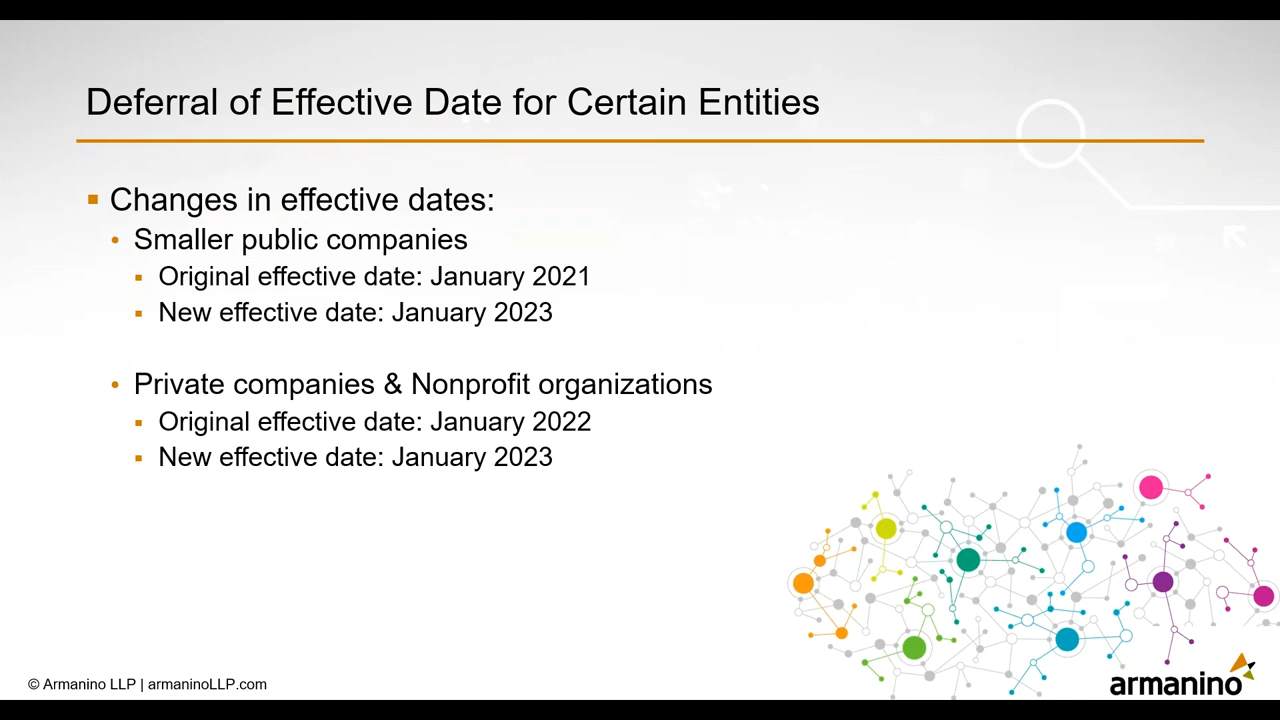 Deferral of Effective Date for Certain Entities
Changes in effective dates:
Smaller public companies
Original effective date: January 2021
New effective date: January 2023
Private companies & Nonprofit organizations
Original effective date: January 2022
New effective date: January 2023
© Armanino LLP | armaninoLLP.com
armanino